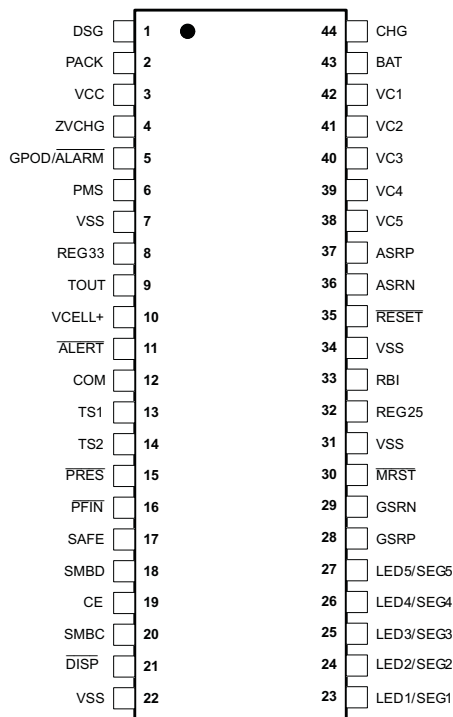 DSG 1 44 CHG
PACK 2 43 BAT
VCC 3 42 VC1
ZVCHG 4 41 VC2
GPOD/ALARM 5 40 VC3
PMS 6 39 VC4
VSS 7 38 VC5
REG33 8 37 ASRP
TOUT 9 36 ASRN
VCELL+ 10 35 RESET
ALERT 11 34 VSS
COM 12 33 RBI
TS1 13 32 REG25
TS2 14 31 VSS
PRES 15 30 MRST
PFIN 16 29 GSRN
SAFE 17 28 GSRP
SMBD 18 27 LED5/SEG5
CE 19 26 LED4/SEG4
SMBC 20 25 LED3/SEG3
DISP 21 24 LED2/SEG2
VSS 22 23 LED1/SEG1